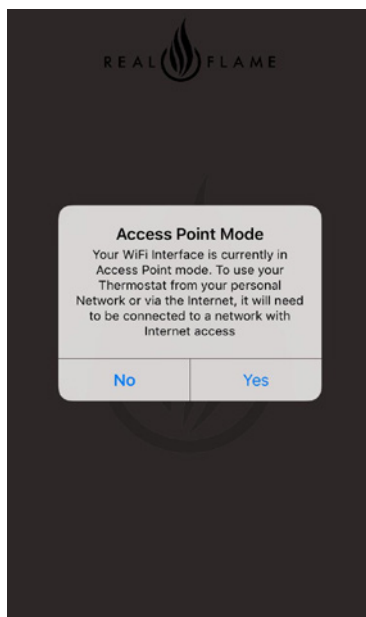 REAL FLAME
Access Point Mode
Your WiFi Interface is currently in
Access Point mode. To use your
Thermostat from your personal
Network or via the Internet, it will need
to be connected to a network with
Internet access
No Yes